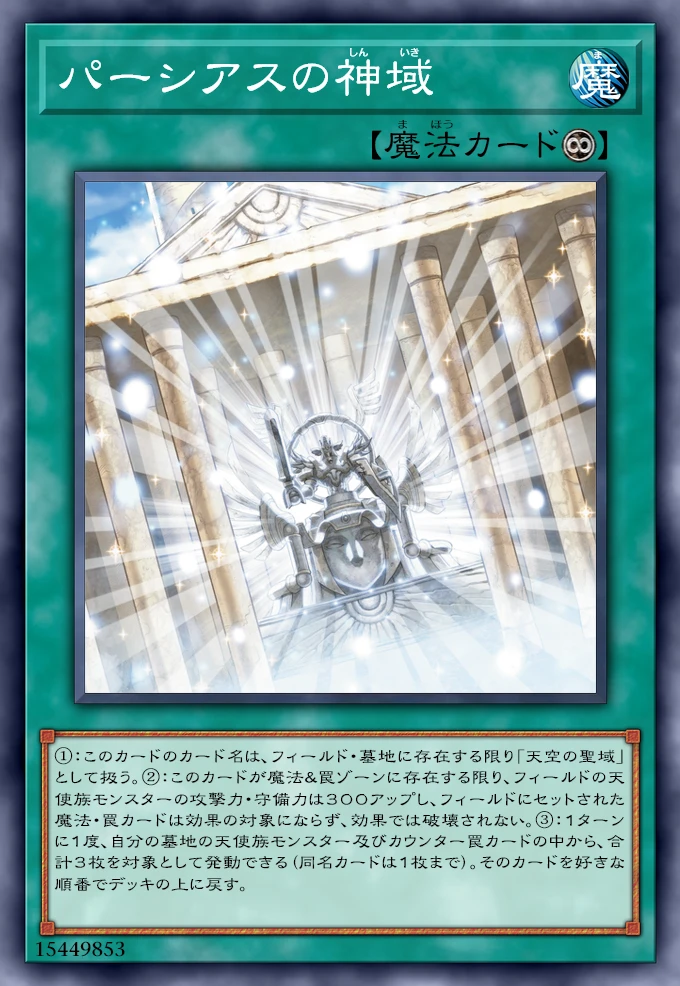 パーシアスの神域
しん いき
魔
ま
【魔法カード】
ま ほう
①:このカードのカード名は、フィールド・墓地に存在する限り「天空の聖域」
として扱う。②:このカードが魔法&罠ゾーンに存在する限り、フィールドの天
使族モンスターの攻撃力・守備力は３００アップし、フィールドにセットされた
魔法・罠カードは効果の対象にならず、効果では破壊されない。③:１ターン
に１度、自分の墓地の天使族モンスター及びカウンター罠カードの中から、合
計３枚を対象として発動できる(同名カードは１枚まで)。そのカードを好きな
順番でデッキの上に戻す。
15449853